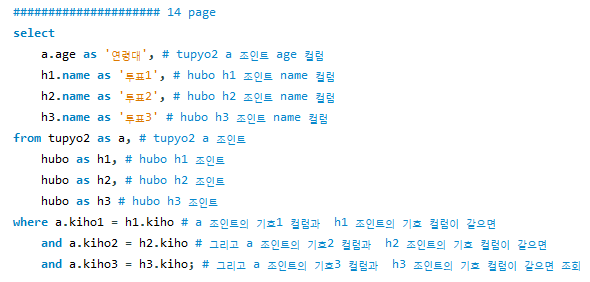 ##################### 14 page
select
a.age as '연령대', # tupyo2 a 조인트 age 컬럼
h1.name as '투표1', # hubo h1 조인트 name 컬럼
h2.name as '투표2', # hubo h2 조인트 name 컬럼
h3.name as '투표3' # hubo h3 조인트 name 컬럼
from tupyo2 as a, # tupyo2 a 조인트
hubo as h1, # hubo h1 조인트
hubo as h2, # hubo h2 조인트
hubo as h3 # hubo h3 조인트
where a.kiho1 = h1.kiho # a 조인트의 기호1 컬럼과  h1 조인트의 기호 컬럼이 같으면
and a.kiho2 = h2.kiho # 그리고 a 조인트의 기호2 컬럼과  h2 조인트의 기호 컬럼이 같으면
and a.kiho3 = h3.kiho; # 그리고 a 조인트의 기호3 컬럼과  h3 조인트의 기호 컬럼이 같으면 조회